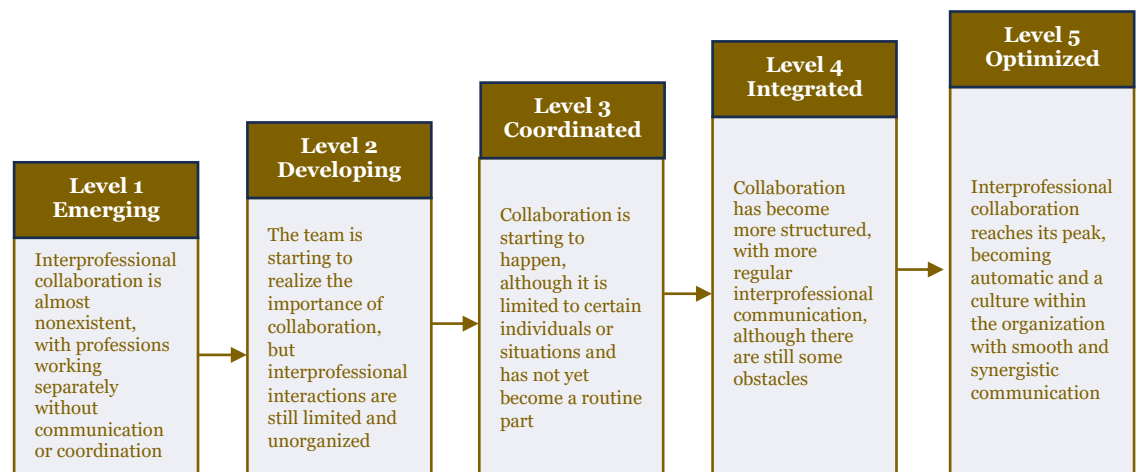 Level 1
Emerging
Interprofessional
collaboration is
almost
nonexistent,
with professions
working
separately
without
communication
or coordination
Level 2
Developing
The team is
starting to
realize the
importance of
collaboration,
but
interprofessional
interactions are
still limited and
unorganized
Level 3
Coordinated
Collaboration is
starting to
happen,
although it is
limited to certain
individuals or
situations and
has not yet
become a routine
part
Level 4
Integrated
Collaboration
has become
more structured,
with more
regular
interprofessional
communication,
although there
are still some
obstacles
Level 5
Optimized
Interprofessional
collaboration
reaches its peak,
becoming
automatic and a
culture within
the organization
with smooth and
synergistic
communication